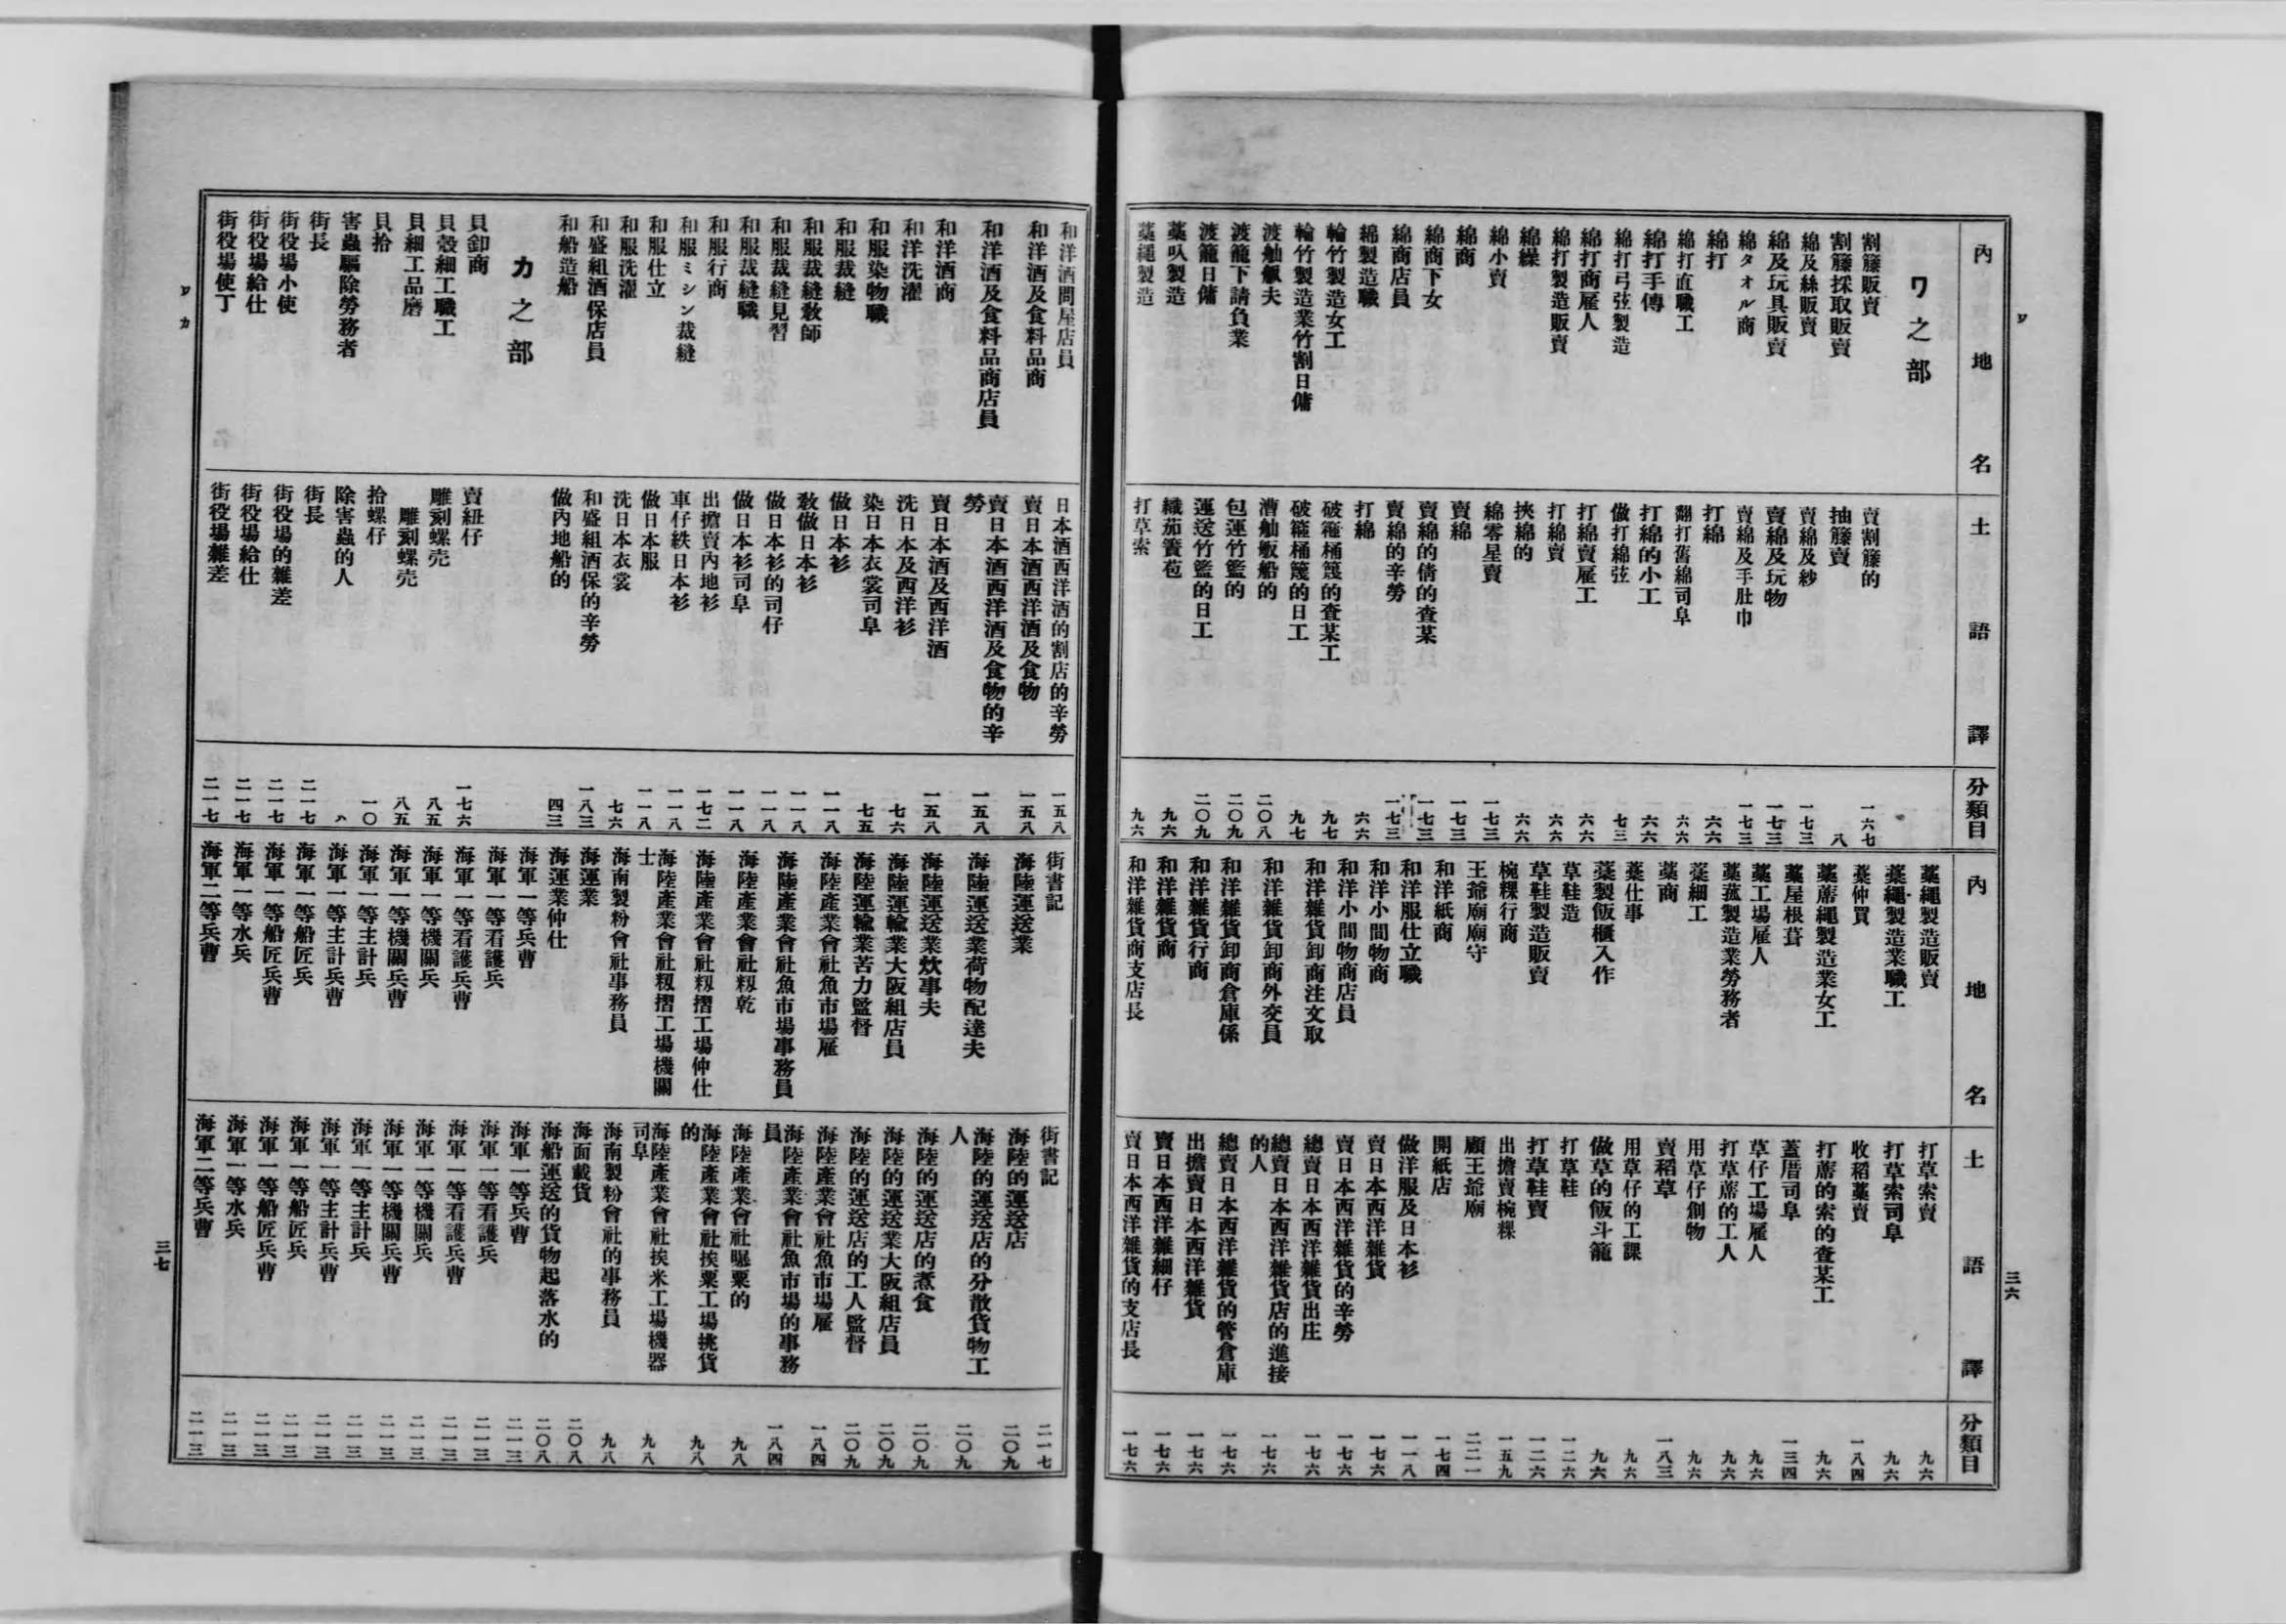 ワ
內地名
土語譯
分類目
ワ之部
割籐販賣
賣割籐的
一六七
割籐採取販賣
抽籐賣
八
綿及絲販賣
賣綿及紗
一七三
綿及玩具販賣
賣綿及玩物
一七三
綿タオル商
賣綿及手肚巾
一七三
綿打
打綿
六六
綿打直職工
翻打舊綿司阜
六六
綿打手傳
打綿的小工
六六
綿打弓弦製造
做打綿弦
七三
綿打商雇人
打綿賣雇工
六六
綿打製造販賣
打綿賣
六六
綿繰
挾綿的
六六
綿小賣
綿零星賣
一七三
綿商
賣綿
一七三
綿商下女
賣綿的倩的查某
一七三
綿商店員
賣綿的辛勞
一七三
綿製造職
打綿
六六
輪竹製造女工
破箍桶篾的查某工
九七
輪竹製造業竹割日傭
破箍桶篾的日工
九七
渡舢舨夫
漕舢舨船的
二〇八
渡籠下請負業
包運竹籃的
二〇九
渡籠日傭
運送竹籃的日工
二〇九
藁叺製造
織茄簀苞
九六
藁繩製造
打草索
九六
內地名
土語譯
分類目
藁繩製造販賣
打草索賣
九六
藁繩製造業職工
打草索司阜
九六
藁仲買
收稻藁賣
一八四
藁蓆繩製造業女工
打蓆的索的查某工
九六
藁屋根葺
蓋厝司阜
一三四
藁工場雇人
草仔工場雇人
九六
藁菰製造業勞務者
打草蓆的工人
九六
藁細工
用草仔創物
九六
藁商
賣稻草
一八三
藁仕事
用草仔的工課
九六
藁製飯櫃入作
做草的飯斗籠
九六
草鞋造
打草鞋
一二六
草鞋製造販賣
打草鞋賣
一二六
椀粿行商
出擔賣椀粿
一五九
王爺廟廟守
顧王爺廟
二二一
和洋紙商
開紙店
一七四
和洋服仕立職
做洋服及日本衫
一一八
和洋小間物商
賣日本西洋雜貨
一七六
和洋小間物商店員
賣日本西洋雜貨的辛勞
一七六
和洋雜貨卸商注文取
總賣日本西洋雜貨出庄
一七六
和洋雜貨卸商外交員
總賣日本西洋雜貨店的進接
的人
一七六
和洋雜貨卸商倉庫係
總賣日本西洋雜貨的管倉庫
一七六
和洋雜貨行商
出擔賣日本西洋雜貨
一七六
和洋雜貨商
賣日本西洋雜細仔
一七六
和洋雜貨商支店長
賣日本西洋雜貨的支店長
一七六
三六
和洋酒問屋店員
日本酒西洋酒的割店的辛勞
一五八
和洋酒及食料品商
賣日本酒西洋酒及食物
一五八
和洋酒及食料品商店員
賣日本酒西洋酒及食物的辛
勞
一五八
和洋酒商
賣日本酒及西洋酒
一五八
和洋洗濯
洗日本及西洋衫
七六
和服染物職
染日本衣裳司阜
七五
和服裁縫
做日本衫
一一八
和服裁縫敎師
敎做日本衫
一一八
和服裁縫見習
做日本衫的司仔
一一八
和服裁縫職
做日本衫司阜
一一八
和服行商
出擔賣內地衫
一七二
和服ミシン裁縫
車仔紩日本衫
一一八
和服仕立
做日本服
一一八
和服洗濯
洗日本衣裳
七六
和盛組酒保店員
和盛組酒保的辛勞
一八三
和船造船
做內地船的
四三
カ之部
貝釦商
賣紐仔
一七六
貝殼細工職工
雕刻螺壳
八五
貝細工品磨
雕刻螺壳
八五
貝拾
拾螺仔
一〇
害蟲驅除勞務者
除害蟲的人
八
街長
街長
二一七
街役場小使
街役場的雜差
二一七
街役場給仕
街役場給仕
二一七
街役場使丁
街役場雜差
二一七
街書記
街書記
二一七
海陸運送業
海陸的運送店
二〇九
海陸運送業荷物配達夫
海陸的運送店的分散貨物工
人
二〇九
海陸運送業炊事夫
海陸的運送店的煮食
二〇九
海陸運輸業大阪組店員
海陸的運送業大阪組店員
二〇九
海陸運輸業苦力監督
海陸的運送店的工人監督
二〇九
海陸產業會社魚市場雇
海陸產業會社魚市場雇
一八四
海陸產業會社魚市場事務員
海陸產業會社魚市場的事務
員
一八四
海陸產業會社籾乾
海陸產業會社曝粟的
九八
海陸產業會社籾摺工場仲仕
海陸產業會社挨粟工場挑貨
的
九八
海陸產業會社籾摺工場機關
士
海陸產業會社挨米工場機器
司阜
九八
海南製粉會社事務員
海南製粉會社的事務員
九八
海運業
海面載貨
二〇八
海運業仲仕
海船運送的貨物起落水的
二〇八
海軍一等兵曹
海軍一等兵曹
二一三
海軍一等看護兵
海軍一等看護兵
二一三
海軍一等看護兵曹
海軍一等看護兵曹
二一三
海軍一等機關兵
海軍一等機關兵
二一三
海軍一等機關兵曹
海軍一等機關兵曹
二一三
海軍一等主計兵
海軍一等主計兵
二一三
海軍一等主計兵曹
海軍一等主計兵曹
二一三
海軍一等船匠兵
海軍一等船匠兵
二一三
海軍一等船匠兵曹
海軍一等船匠兵曹
二一三
海軍一等水兵
海軍一等水兵
二一三
海軍二等兵曹
海軍二等兵曹
二一三
ワ カ
三七